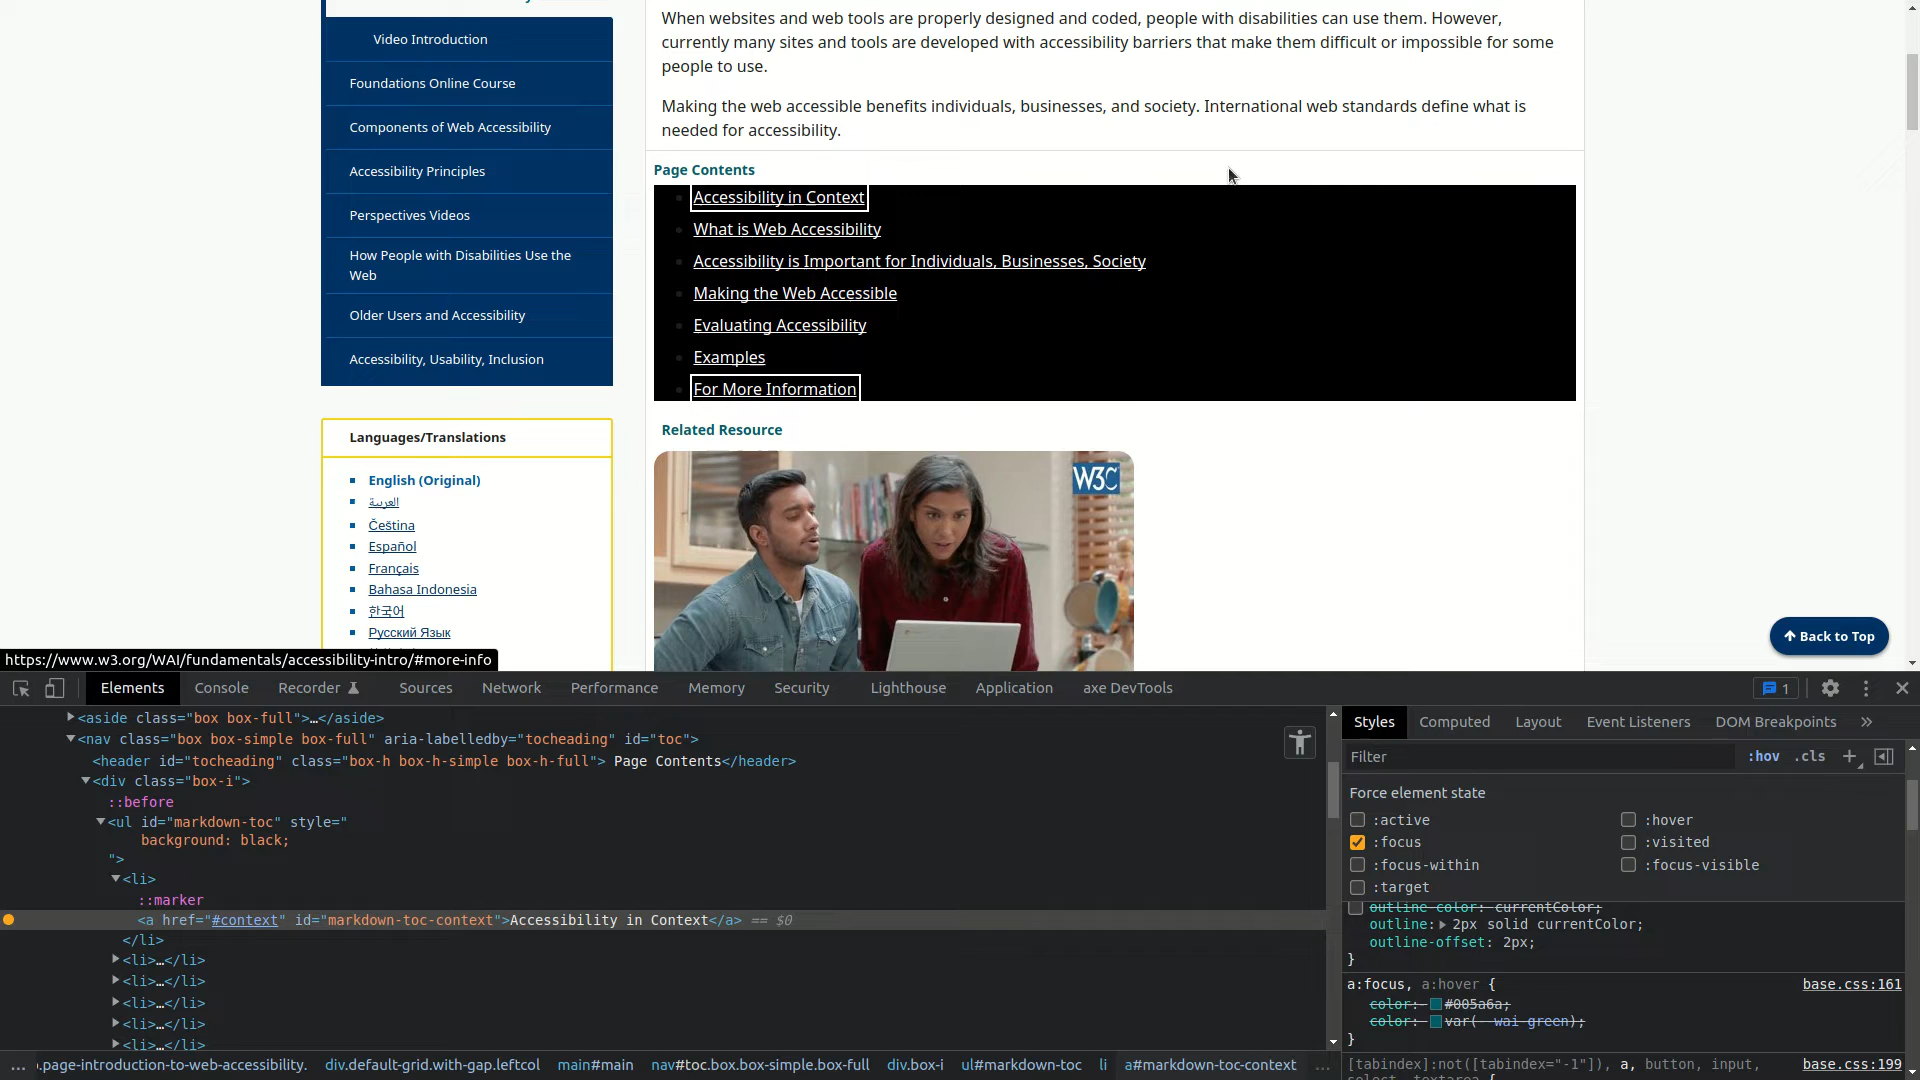 Video Introduction
Foundations Online Course
Components of Web Accessibility
Accessibility Principles
Perspectives Videos
How People with Disabilities Use the
Web
Older Users and Accessibility
Accessibility, Usability, Inclusion
Languages/Translations
English (Original)
العربية
Čeština
Español
Français
Bahasa Indonesia
한국어
Русский Язык
When websites and web tools are properly designed and coded, people with disabilities can use them. However,
currently many sites and tools are developed with accessibility barriers that make them difficult or impossible for some
people to use.
Making the web accessible benefits individuals, businesses, and society. International web standards define what is
needed for accessibility.
Page Contents
Accessibility in Context
What is Web Accessibility
Accessibility is Important for Individuals, Businesses, Society
Making the Web Accessible
Evaluating Accessibility
Examples
For More Information
Related Resource
W3C
Back to Top
https://www.w3.org/WAI/fundamentals/accessibility-intro/#more-info
Elements Console Recorder Sources Network Performance Memory Security Lighthouse Application axe DevTools 1
<aside class="box box-full">…</aside>
<nav class="box box-simple box-full" aria-labelledby="tocheading" id="toc">
<header id="tocheading" class="box-h box-h-simple box-h-full"> Page Contents</header>
<div class="box-i">
::before
<ul id="markdown-toc" style="
background: black;
">
<li>
::marker
<a href="#context" id="markdown-toc-context">Accessibility in Context</a> == $0
</li>
<li>…</li>
<li>…</li>
<li>…</li>
<li>…</li>
<li>…</li>
… .page-introduction-to-web-accessibility. div.default-grid.with-gap.leftcol main#main nav#toc.box.box-simple.box-full div.box-i ul#markdown-toc li a#markdown-toc-context …
Styles Computed Layout Event Listeners DOM Breakpoints »
Filter :hov .cls +
Force element state
:active :hover
:focus :visited
:focus-within :focus-visible
:target
outline-color: currentColor;
outline: 2px solid currentColor;
outline-offset: 2px;
}
a:focus, a:hover { base.css:161
color: #005a6a;
color: var(--wai-green);
}
[tabindex]:not([tabindex="-1"]), a, button, input, base.css:199
select, textarea {